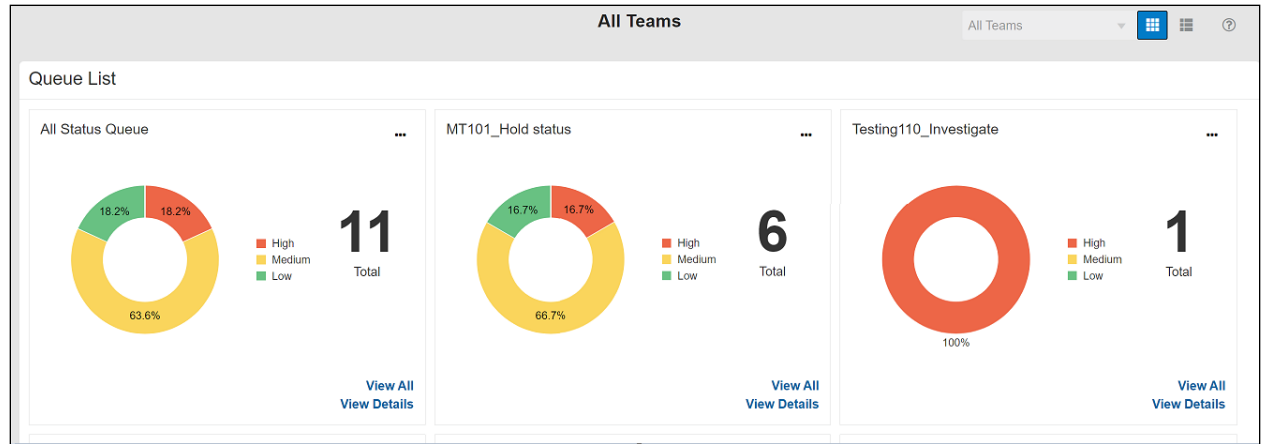 All Teams
All Teams
Queue List
All Status Queue
18.2%
18.2%
63.6%
High
Medium
Low
11
Total
View All
View Details
MT101_Hold status
16.7%
16.7%
66.7%
High
Medium
Low
6
Total
View All
View Details
Testing110_Investigate
100%
High
Medium
Low
1
Total
View All
View Details